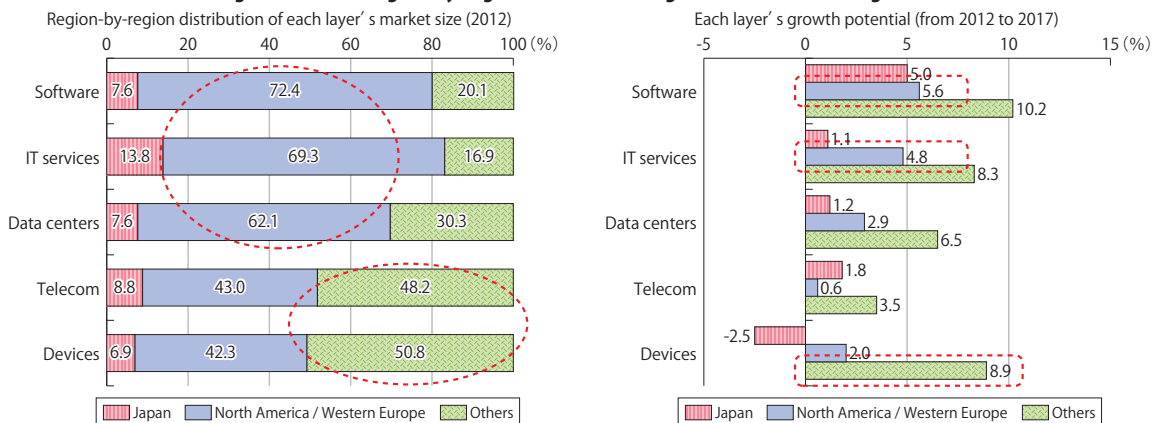 Region-by-region distribution of each layer’s market size (2012)
0 20 40 60 80 100 (%)
Software 7.6 72.4 20.1
IT services 13.8 69.3 16.9
Data centers 7.6 62.1 30.3
Telecom 8.8 43.0 48.2
Devices 6.9 42.3 50.8
Japan North America / Western Europe Others
Each layer’s growth potential (from 2012 to 2017)
-5 0 5 10 15 (%)
Software
5.0
5.6
10.2
IT services
1.1
4.8
8.3
Data centers
1.2
2.9
6.5
Telecom
1.8
0.6
3.5
Devices
-2.5
2.0
8.9
Japan North America / Western Europe Others